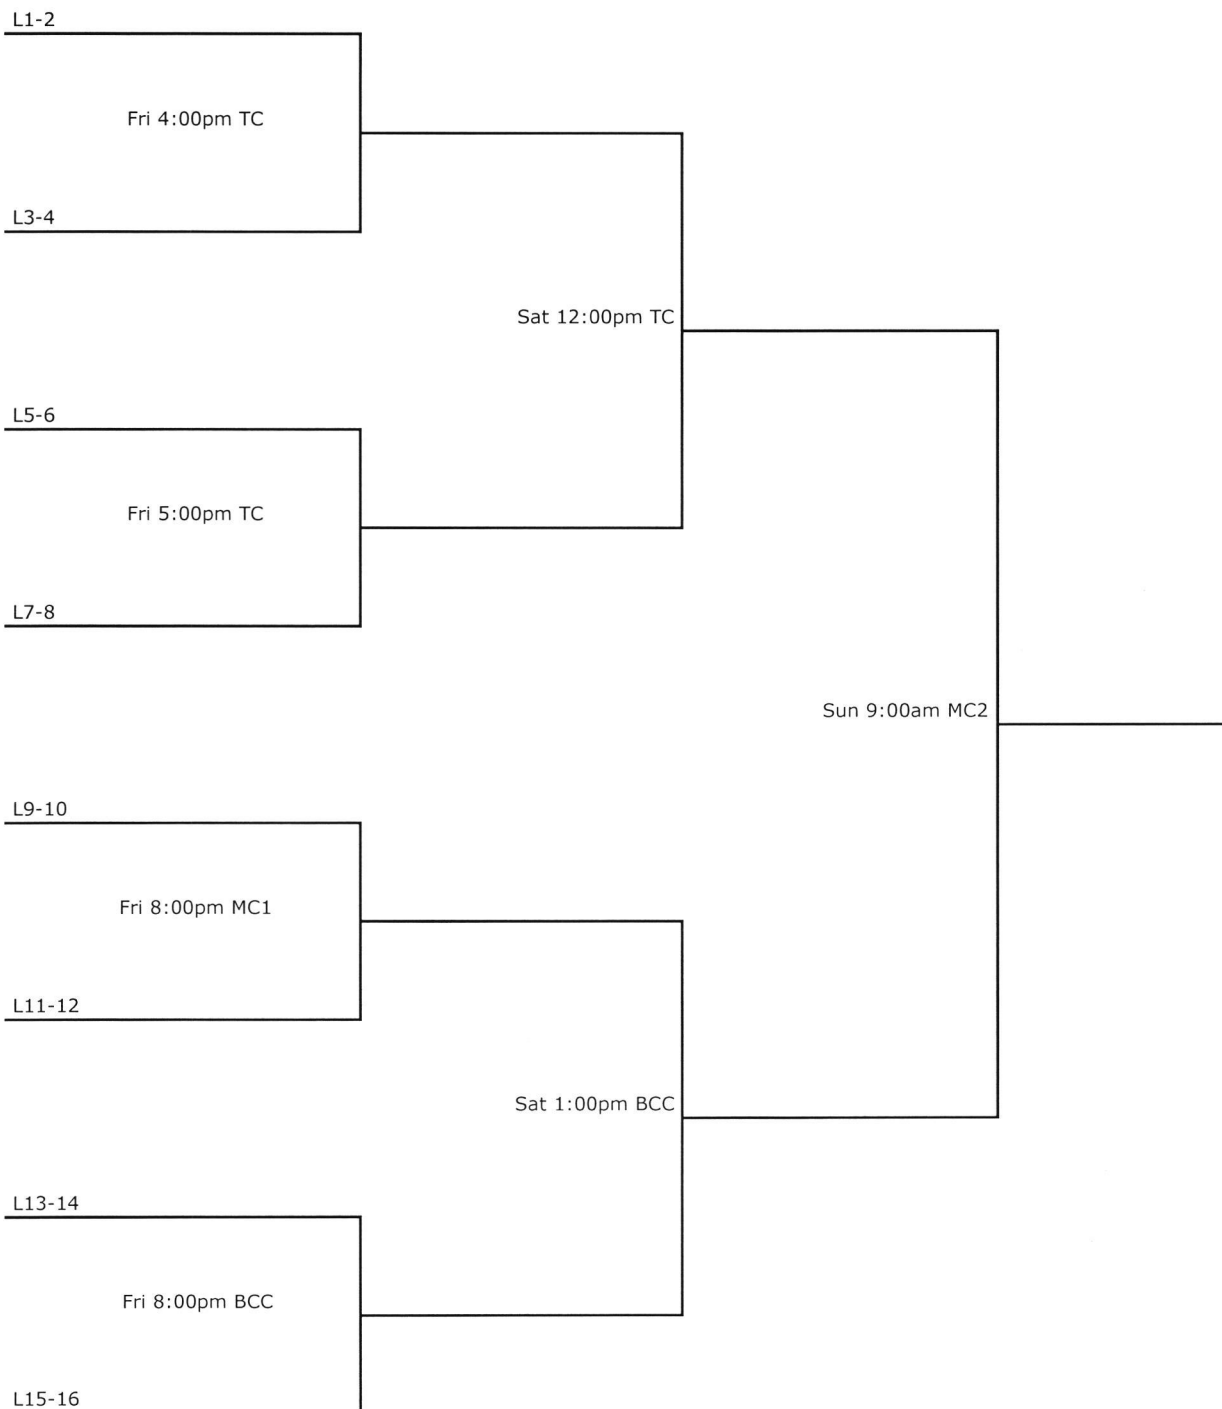 L1-2
Fri 4:00pm TC
L3-4
Sat 12:00pm TC
L5-6
Fri 5:00pm TC
L7-8
Sun 9:00am MC2
L9-10
Fri 8:00pm MC1
L11-12
Sat 1:00pm BCC
L13-14
Fri 8:00pm BCC
L15-16